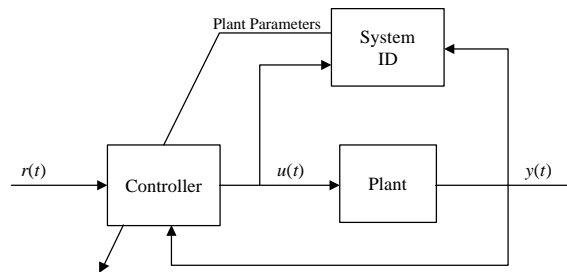 Plant Parameters
System
ID
r(t)
Controller
u(t)
Plant
y(t)